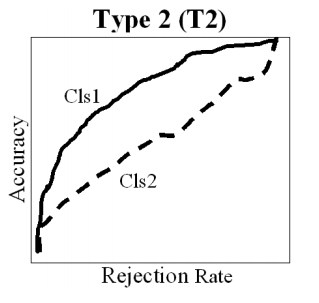 Type 2 (T2)
Cls1
Cls2
Accuracy
Rejection Rate